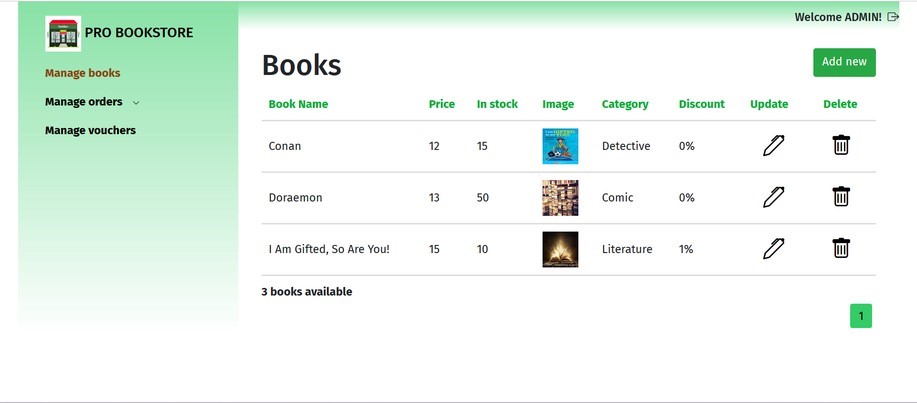 Welcome ADMIN!
PRO BOOKSTORE
Manage books
Manage orders
Manage vouchers
Books
Add new
Book Name Price In stock Image Category Discount Update Delete
Conan 12 15 Detective 0%
Doraemon 13 50 Comic 0%
I Am Gifted, So Are You! 15 10 Literature 1%
3 books available
1